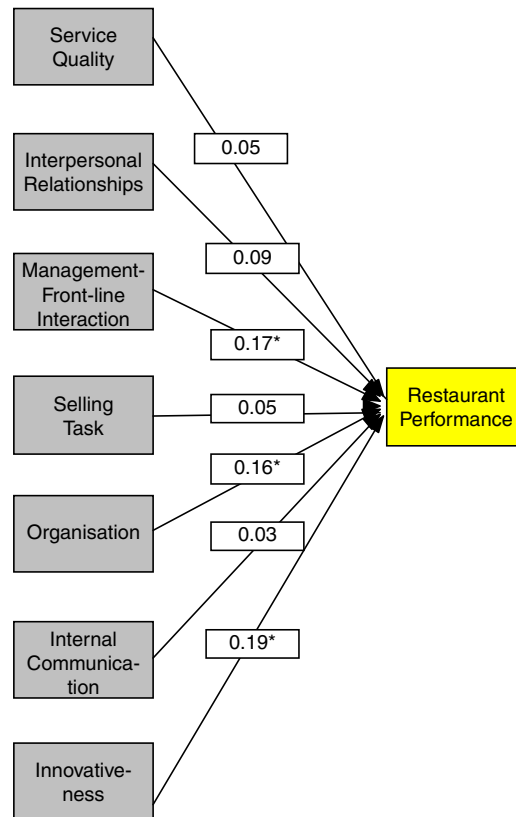 Service
Quality
0.05
Interpersonal
Relationships
0.09
Management-
Front-line
Interaction
0.17*
Restaurant
Performance
Selling
Task
0.05
0.16*
Organisation
0.03
Internal
Communica-
tion
0.19*
Innovative-
ness